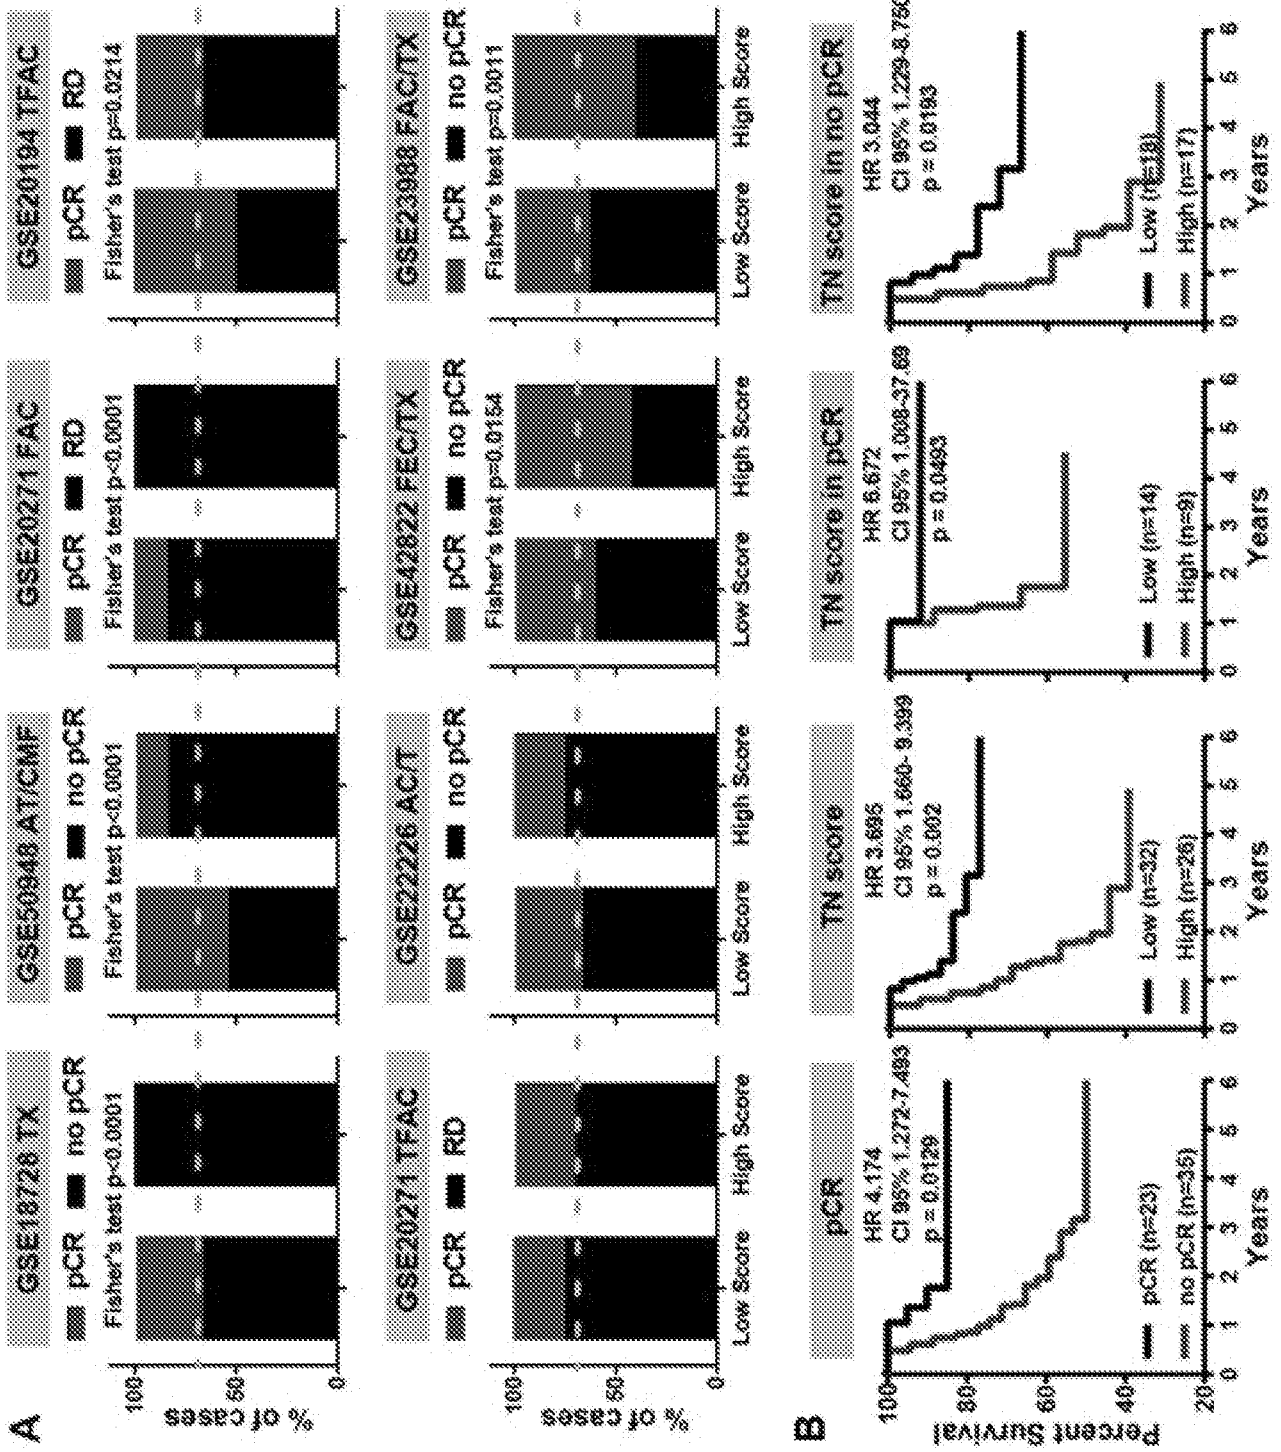 A
GSE18728 TX
pCR no pCR
Fisher's test p<0.0001
GSE50948 AT/CMF
pCR no pCR
Fisher's test p<0.0001
GSE20271 FAC
pCR RD
Fisher's test p<0.0001
GSE20194 TFAC
pCR RD
Fisher's test p=0.0214
% of cases
100
50
0
GSE20271 TFAC
pCR RD
GSE22226 AC/T
pCR no pCR
GSE42822 FEC/TX
pCR no pCR
Fisher's test p=0.0154
GSE23988 FAC/TX
pCR no pCR
Fisher's test p=0.0011
% of cases
100
50
0
Low Score High Score
Low Score High Score
Low Score High Score
Low Score High Score
B
pCR
HR 4.174
CI 95% 1.272-7.493
p = 0.0129
pCR (n=23)
no pCR (n=35)
Percent Survival
100
80
60
40
20
0 1 2 3 4 5 6
Years
TN score
HR 3.695
CI 95% 1.660- 9.399
p = 0.002
Low (n=32)
High (n=26)
0 1 2 3 4 5 6
Years
TN score in pCR
HR 6.672
CI 95% 1.008-37.69
p = 0.0493
Low (n=14)
High (n=9)
0 1 2 3 4 5 6
Years
TN score in no pCR
HR 3.044
CI 95% 1.229-8.750
p = 0.0193
Low (n=18)
High (n=17)
0 1 2 3 4 5 6
Years